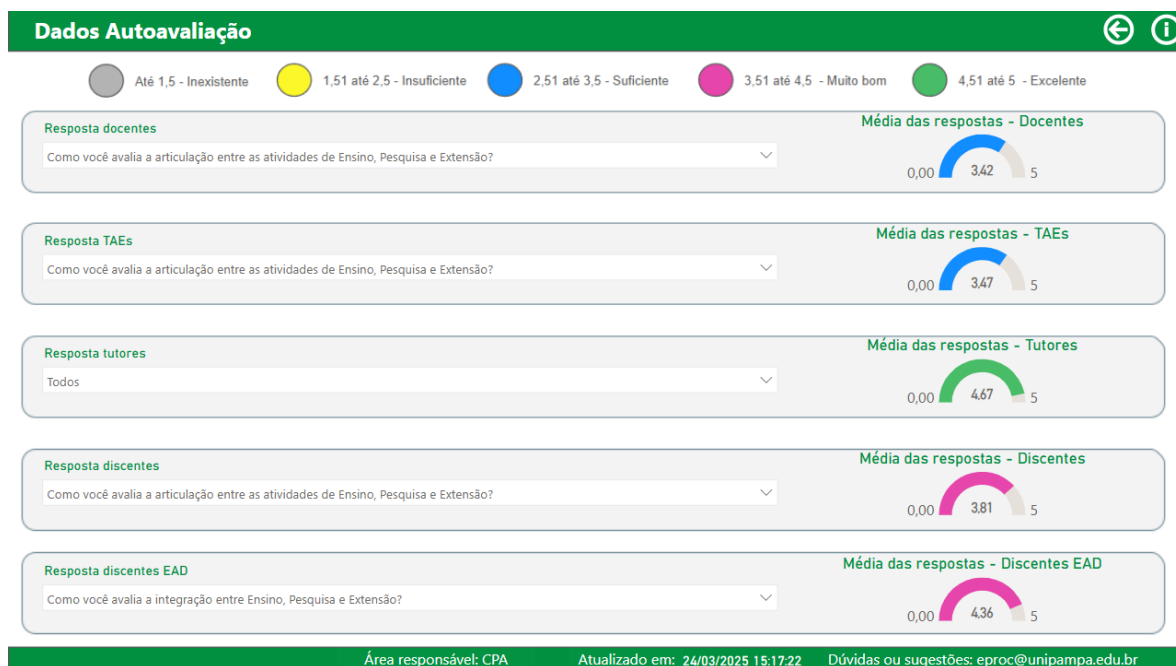 Dados Autoavaliação
Até 1,5 - Inexistente
1,51 até 2,5 - Insuficiente
2,51 até 3,5 - Suficiente
3,51 até 4,5 - Muito bom
4,51 até 5 - Excelente
Resposta docentes
Como você avalia a articulação entre as atividades de Ensino, Pesquisa e Extensão?
Média das respostas - Docentes
0,00
3.42
5
Resposta TAEs
Como você avalia a articulação entre as atividades de Ensino, Pesquisa e Extensão?
Média das respostas - TAEs
0,00
3.47
5
Resposta tutores
Todos
Média das respostas - Tutores
0,00
4.67
5
Resposta discentes
Como você avalia a articulação entre as atividades de Ensino, Pesquisa e Extensão?
Média das respostas - Discentes
0,00
3.81
5
Resposta discentes EAD
Como você avalia a integração entre Ensino, Pesquisa e Extensão?
Média das respostas - Discentes EAD
0,00
4.36
5
Área responsável: CPA
Atualizado em: 24/03/2025 15:17:22
Dúvidas ou sugestões: eproc@unipampa.edu.br